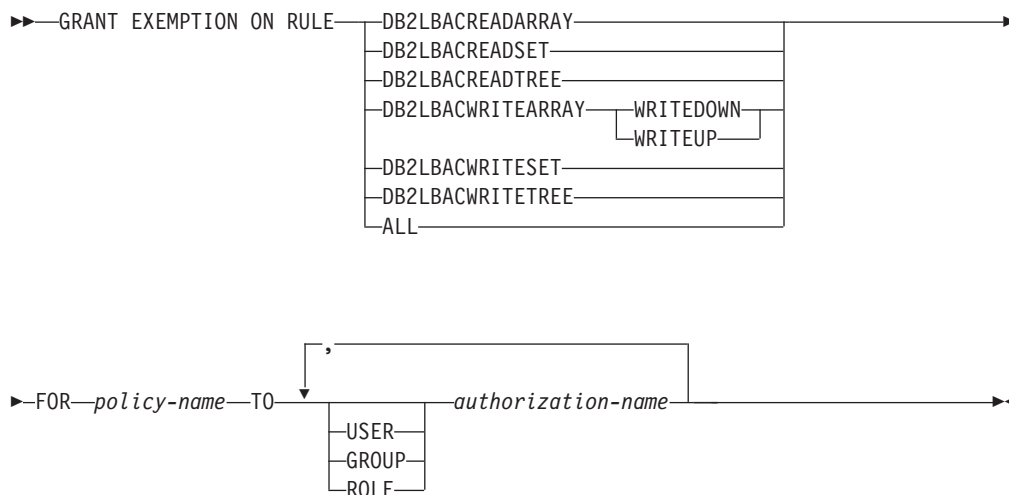 GRANT EXEMPTION ON RULE DB2LBACREADARRAY
DB2LBACREADSET
DB2LBACREADTREE
DB2LBACWRITEARRAY WRITEDOWN
WRITEUP
DB2LBACWRITESET
DB2LBACWRITETREE
ALL
,
FOR policy-name TO authorization-name
USER
GROUP
ROLE